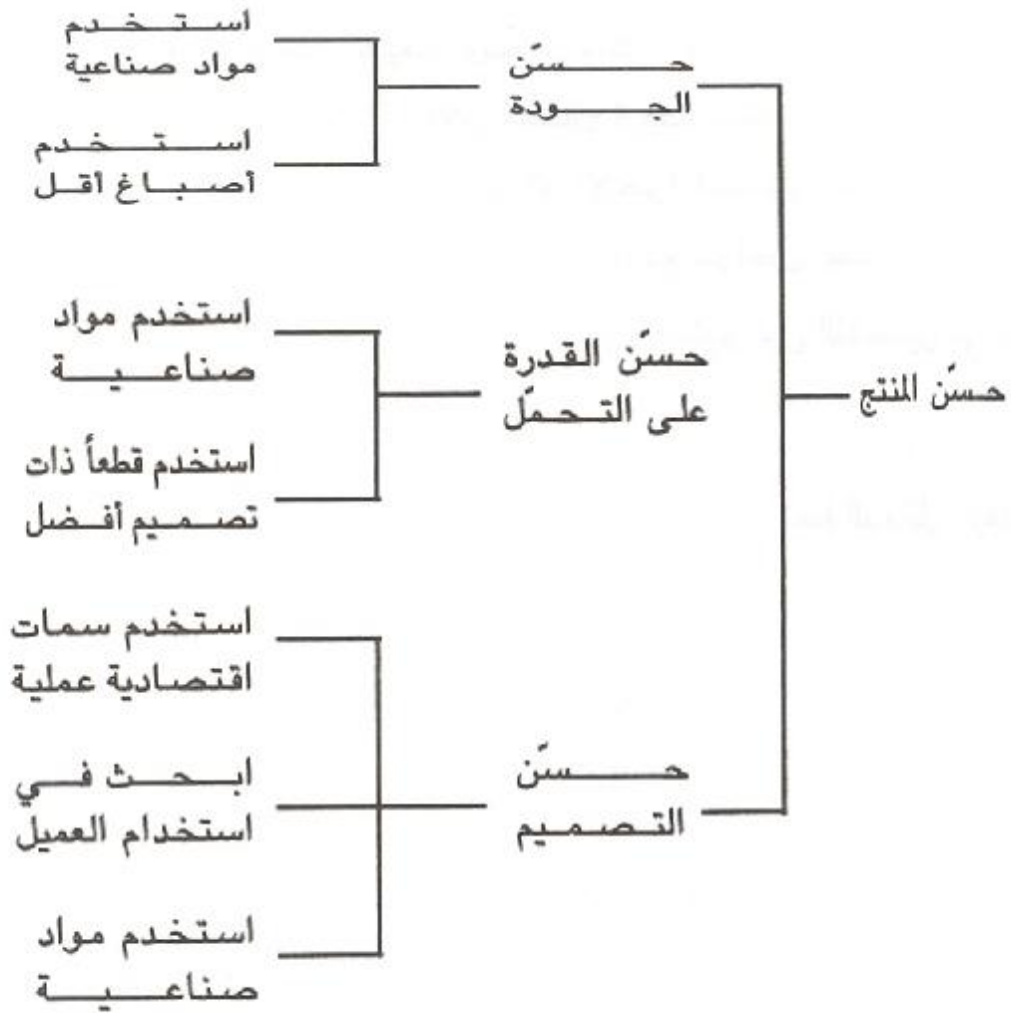 حسّن المنتج
حسّن
الجودة
استخدم
مواد صناعية
استخدم
أصباغ أقل
حسّن القدرة
على التحمّل
استخدم مواد
صناعية
استخدم قطعاً ذات
تصميم أفضل
حسّن
التصميم
استخدم سمات
اقتصادية عملية
ابحث في
استخدام العميل
استخدم مواد
صناعية